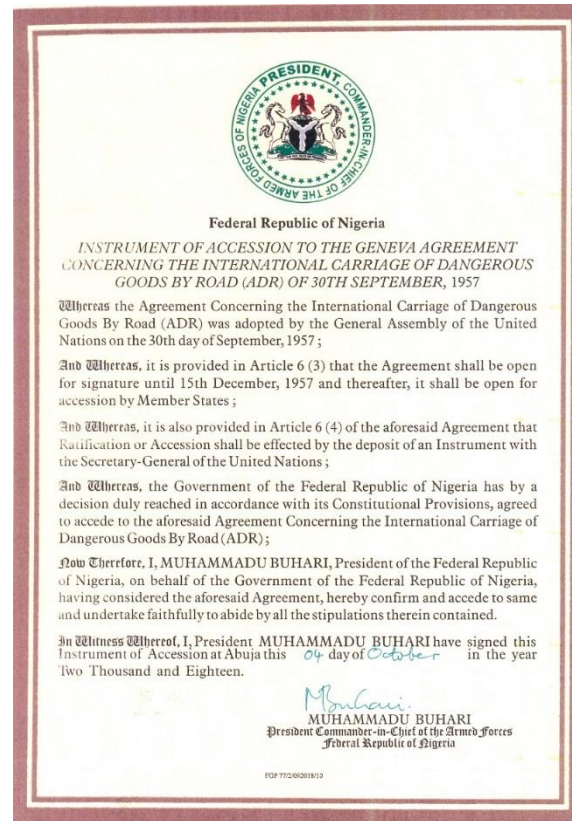 PRESIDENT, COMMANDER-IN-CHIEF OF THE ARMED FORCES OF NIGERIA
Federal Republic of Nigeria
INSTRUMENT OF ACCESSION TO THE GENEVA AGREEMENT
CONCERNING THE INTERNATIONAL CARRIAGE OF DANGEROUS
GOODS BY ROAD (ADR) OF 30TH SEPTEMBER, 1957
Whereas the Agreement Concerning the International Carriage of Dangerous
Goods By Road (ADR) was adopted by the General Assembly of the United
Nations on the 30th day of September, 1957 ;
And Whereas, it is provided in Article 6 (3) that the Agreement shall be open
for signature until 15th December, 1957 and thereafter, it shall be open for
accession by Member States ;
And Whereas, it is also provided in Article 6 (4) of the aforesaid Agreement that
Ratification or Accession shall be effected by the deposit of an Instrument with
the Secretary-General of the United Nations ;
And Whereas, the Government of the Federal Republic of Nigeria has by a
decision duly reached in accordance with its Constitutional Provisions, agreed
to accede to the aforesaid Agreement Concerning the International Carriage of
Dangerous Goods By Road (ADR) ;
Now Therefore, I, MUHAMMADU BUHARI, President of the Federal Republic
of Nigeria, on behalf of the Government of the Federal Republic of Nigeria,
having considered the aforesaid Agreement, hereby confirm and accede to same
and undertake faithfully to abide by all the stipulations therein contained.
In Witness Whereof, I, President MUHAMMADU BUHARI have signed this
Instrument of Accession at Abuja this 04 day of October in the year
Two Thousand and Eighteen.
MBuhari.
MUHAMMADU BUHARI
President Commander-in-Chief of the Armed Forces
Federal Republic of Nigeria
FGP 77/2/092018/10